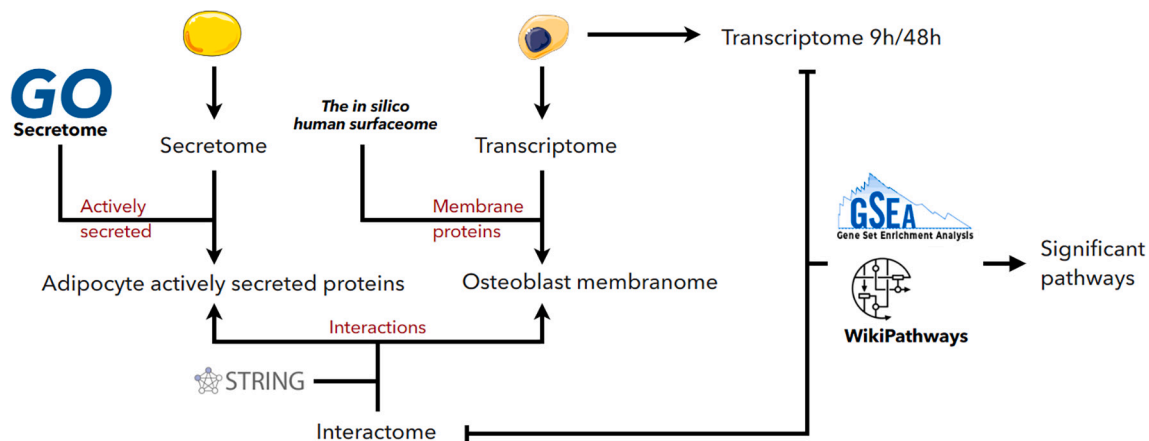 Transcriptome 9h/48h
GO
Secretome
The in silico
human surfaceome
Secretome
Transcriptome
Actively
secreted
Membrane
proteins
GSEA
Gene Set Enrichment Analysis
Significant
pathways
Adipocyte actively secreted proteins
Osteoblast membranome
Interactions
WikiPathways
STRING
Interactome